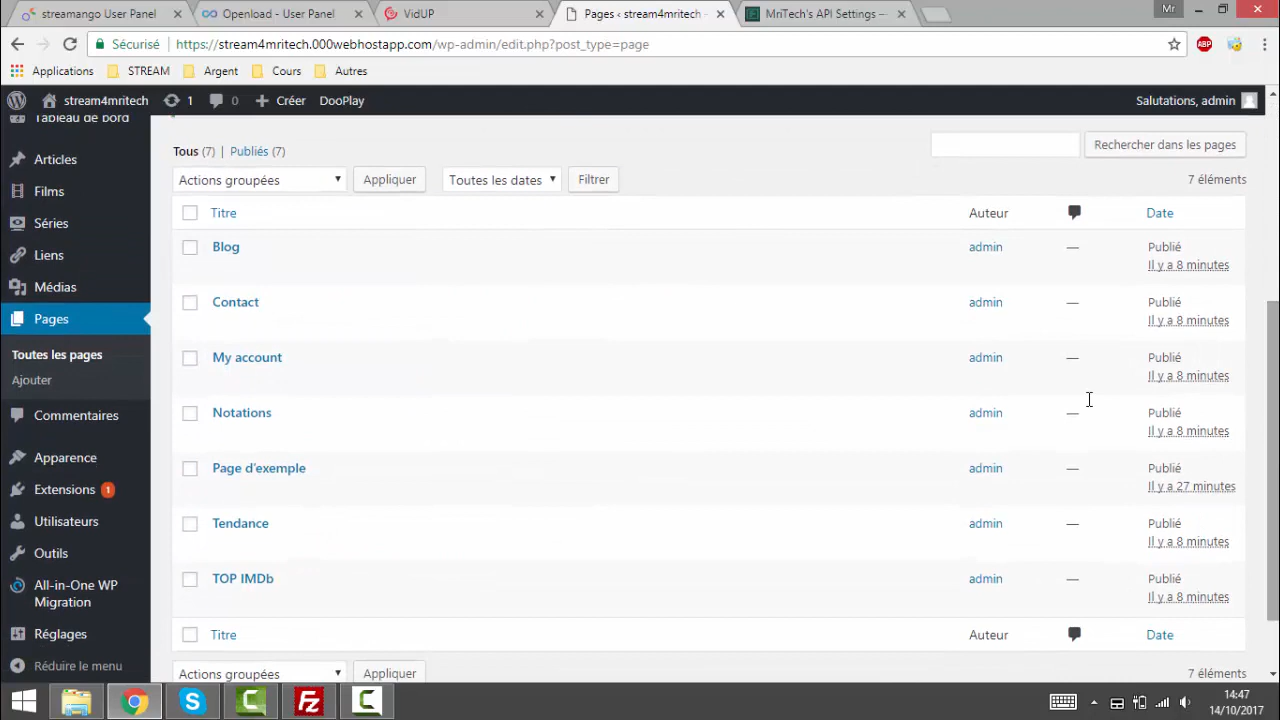 streamango User Panel
Openload - User Panel
VidUP
Pages ‹ stream4mritech -
MriTech's API Settings —
Mr
Sécurisé
https://stream4mritech.000webhostapp.com/wp-admin/edit.php?post_type=page
ABP
Applications
STREAM
Argent
Cours
Autres
stream4mritech
1
0
Créer
DooPlay
Salutations, admin
Tableau de bord
Articles
Films
Séries
Liens
Médias
Pages
Toutes les pages
Ajouter
Commentaires
Apparence
Extensions 1
Utilisateurs
Outils
All-in-One WP
Migration
Réglages
Réduire le menu
Tous (7) | Publiés (7)
Rechercher dans les pages
Actions groupées
Appliquer
Toutes les dates
Filtrer
7 éléments
Titre
Auteur
Date
Blog
admin
—
Publié
Il y a 8 minutes
Contact
admin
—
Publié
Il y a 8 minutes
My account
admin
—
Publié
Il y a 8 minutes
Notations
admin
—
Publié
Il y a 8 minutes
Page d'exemple
admin
—
Publié
Il y a 27 minutes
Tendance
admin
—
Publié
Il y a 8 minutes
TOP IMDb
admin
—
Publié
Il y a 8 minutes
Titre
Auteur
Date
Actions groupées
Appliquer
7 éléments
14:47
14/10/2017